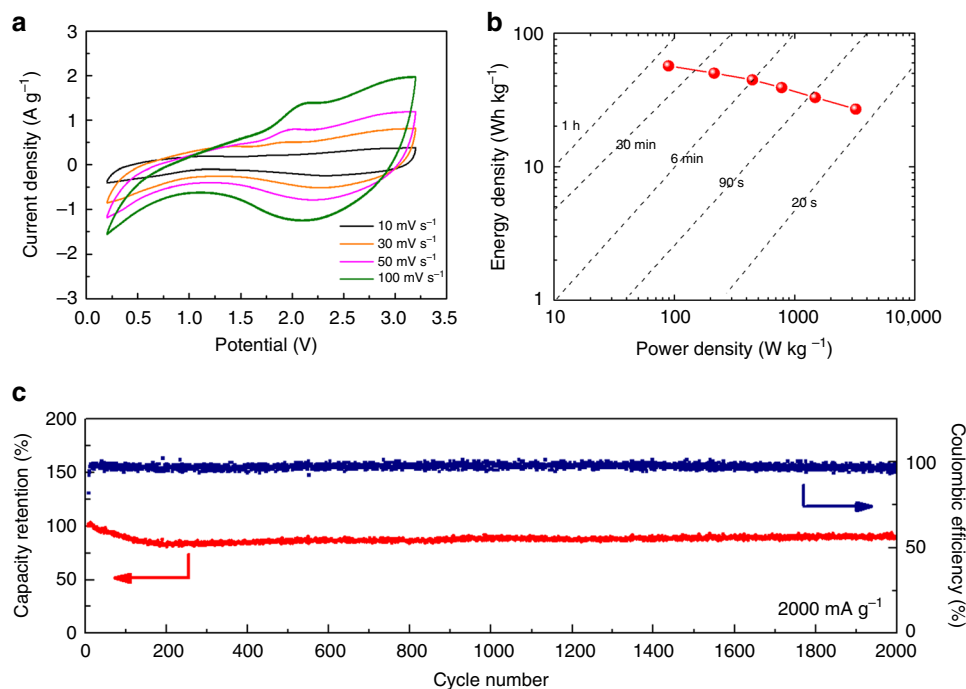 a
3
2
1
0
–1
–2
–3
Current density (A g⁻¹)
10 mV s⁻¹
30 mV s⁻¹
50 mV s⁻¹
100 mV s⁻¹
0.0 0.5 1.0 1.5 2.0 2.5 3.0 3.5
Potential (V)
b
100
10
1
Energy density (Wh kg⁻¹)
1 h
30 min
6 min
90 s
20 s
10 100 1000 10,000
Power density (W kg⁻¹)
c
200
150
100
50
0
Capacity retention (%)
100
50
0
Coulombic efficiency (%)
2000 mA g⁻¹
0 200 400 600 800 1000 1200 1400 1600 1800 2000
Cycle number